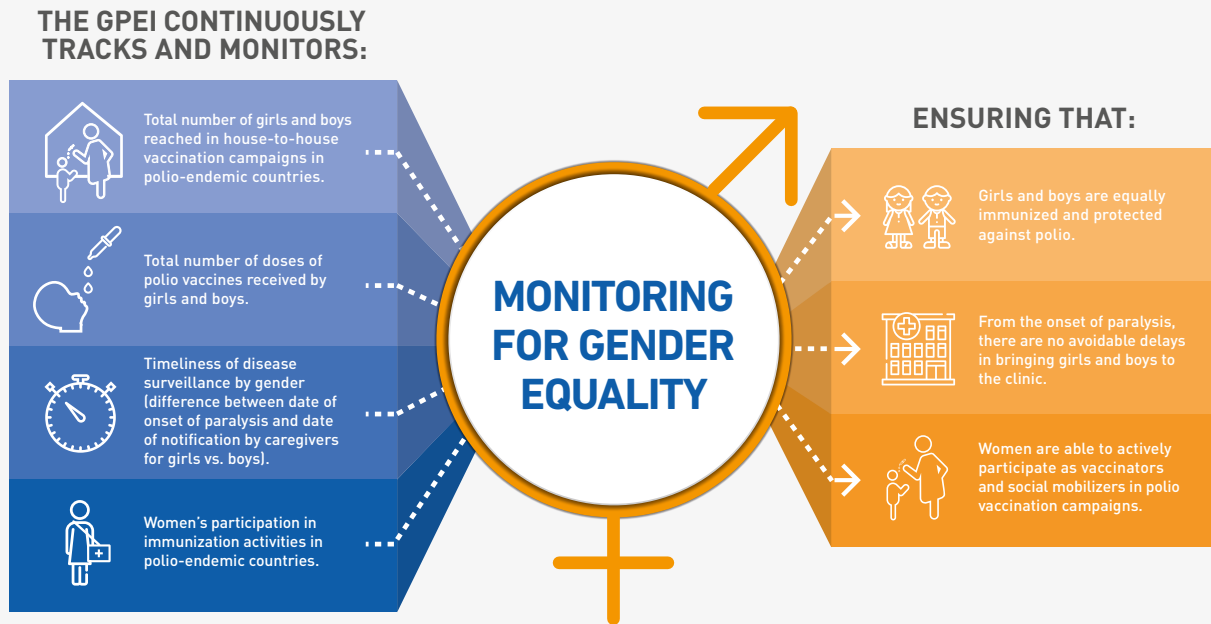 THE GPEI CONTINUOUSLY
TRACKS AND MONITORS:
Total number of girls and boys
reached in house-to-house
vaccination campaigns in
polio-endemic countries.
Total number of doses of
polio vaccines received by
girls and boys.
Timeliness of disease
surveillance by gender
(difference between date of
onset of paralysis and date
of notification by caregivers
for girls vs. boys).
Women’s participation in
immunization activities in
polio-endemic countries.
MONITORING
FOR GENDER
EQUALITY
ENSURING THAT:
Girls and boys are equally
immunized and protected
against polio.
From the onset of paralysis,
there are no avoidable delays
in bringing girls and boys to
the clinic.
Women are able to actively
participate as vaccinators
and social mobilizers in polio
vaccination campaigns.